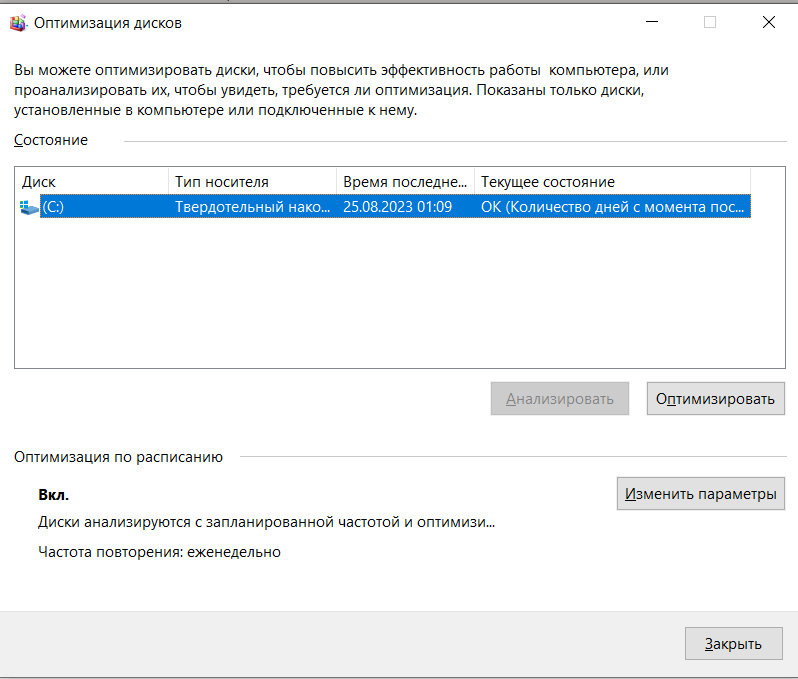 Оптимизация дисков
Вы можете оптимизировать диски, чтобы повысить эффективность работы компьютера, или
проанализировать их, чтобы увидеть, требуется ли оптимизация. Показаны только диски,
установленные в компьютере или подключенные к нему.
Состояние
Диск Тип носителя Время последне... Текущее состояние
(C:) Твердотельный нако... 25.08.2023 01:09 ОК (Количество дней с момента пос...
Анализировать Оптимизировать
Оптимизация по расписанию
Вкл. Изменить параметры
Диски анализируются с запланированной частотой и оптимизи...
Частота повторения: еженедельно
Закрыть